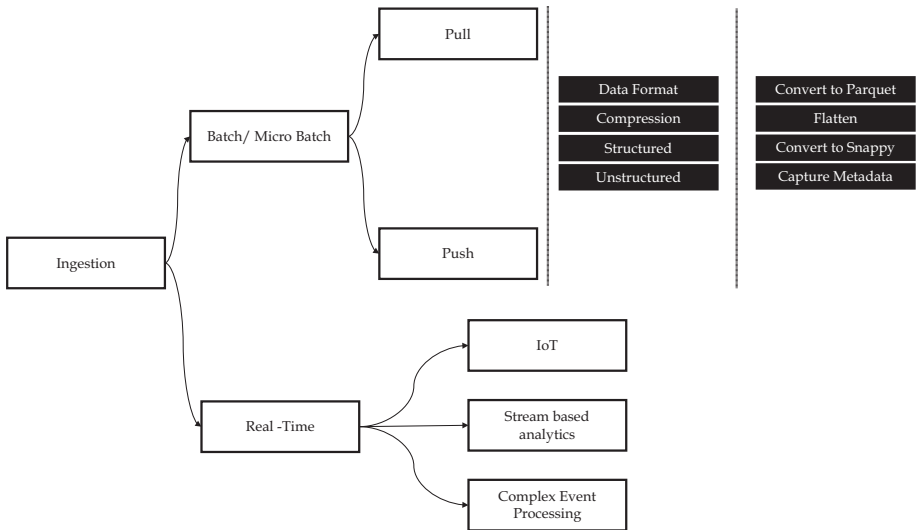 Pull
Data Format
Convert to Parquet
Compression
Flatten
Batch/ Micro Batch
Structured
Convert to Snappy
Unstructured
Capture Metadata
Push
Ingestion
IoT
Real -Time
Stream based
analytics
Complex Event
Processing